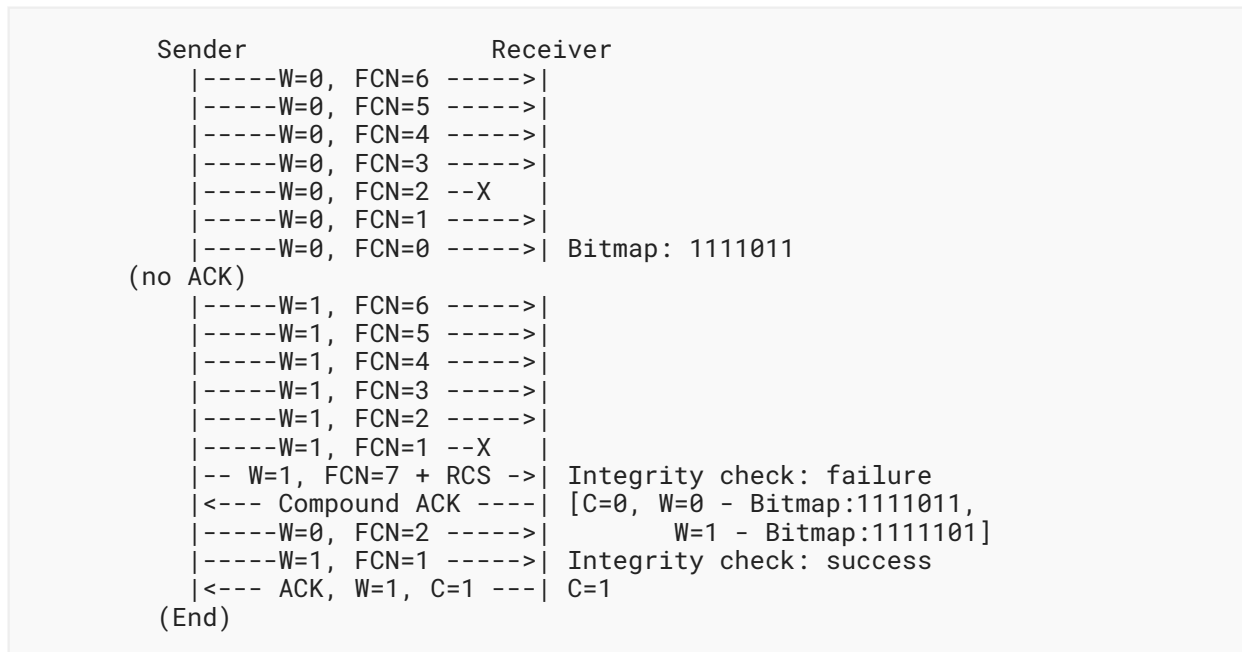 Sender                Receiver
  |-----W=0, FCN=6 ----->|
  |-----W=0, FCN=5 ----->|
  |-----W=0, FCN=4 ----->|
  |-----W=0, FCN=3 ----->|
  |-----W=0, FCN=2 --X   |
  |-----W=0, FCN=1 ----->|
  |-----W=0, FCN=0 ----->| Bitmap: 1111011
(no ACK)
  |-----W=1, FCN=6 ----->|
  |-----W=1, FCN=5 ----->|
  |-----W=1, FCN=4 ----->|
  |-----W=1, FCN=3 ----->|
  |-----W=1, FCN=2 ----->|
  |-----W=1, FCN=1 --X   |
  |-- W=1, FCN=7 + RCS ->| Integrity check: failure
  |<--- Compound ACK ----| [C=0, W=0 - Bitmap:1111011,
  |-----W=0, FCN=2 ----->|       W=1 - Bitmap:1111101]
  |-----W=1, FCN=1 ----->| Integrity check: success
  |<--- ACK, W=1, C=1 ---| C=1
(End)